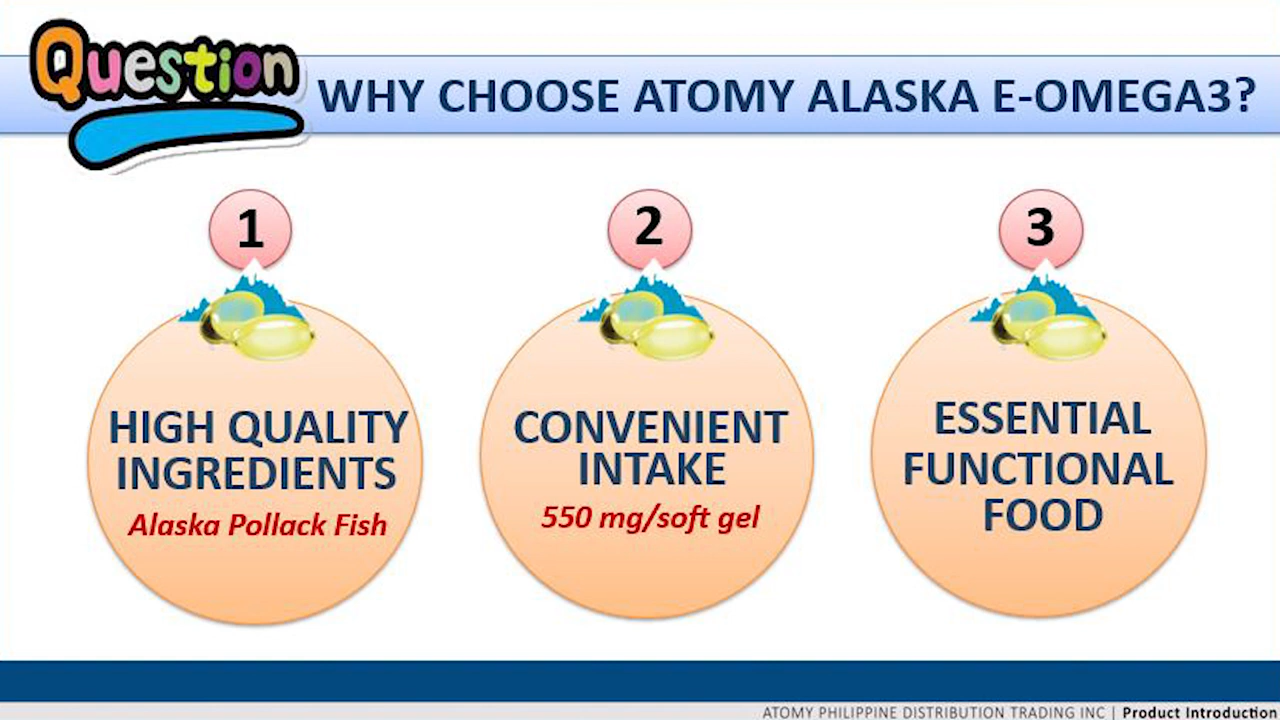 Question
WHY CHOOSE ATOMY ALASKA E-OMEGA3?
1
HIGH QUALITY
INGREDIENTS
Alaska Pollack Fish
2
CONVENIENT
INTAKE
550 mg/soft gel
3
ESSENTIAL
FUNCTIONAL
FOOD
ATOMY PHILIPPINE DISTRIBUTION TRADING INC | Product Introduction